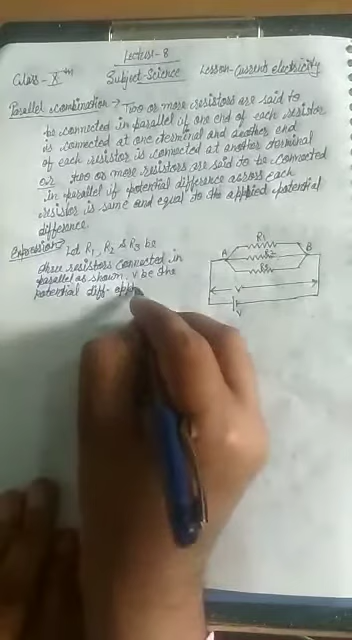 Lecture-8
Class-X th Subject-Science Lesson-Current electricity
Parallel combination → Two or more resistors are said to
be connected in parallel if one end of each resistor
is connected at one terminal and another end
of each resistor is connected at another terminal
or two or more resistors are said to be connected
in parallel if potential difference across each
resistor is same and equal to the applied potential
difference.
Expression → Let R1, R2 & R3 be
three resistors connected in
parallel as shown. V be the
potential diff- app
R1
A R2 B
R3
V
V